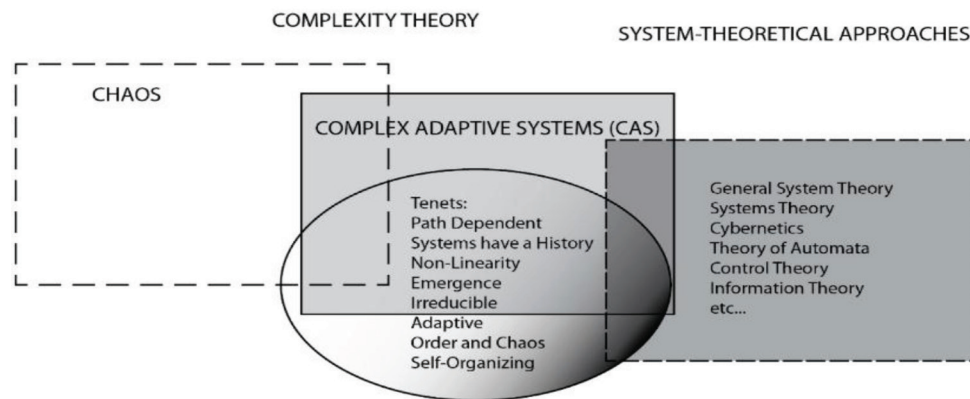 COMPLEXITY THEORY
SYSTEM-THEORETICAL APPROACHES
CHAOS
COMPLEX ADAPTIVE SYSTEMS (CAS)
Tenets:
Path Dependent
Systems have a History
Non-Linearity
Emergence
Irreducible
Adaptive
Order and Chaos
Self-Organizing
General System Theory
Systems Theory
Cybernetics
Theory of Automata
Control Theory
Information Theory
etc...